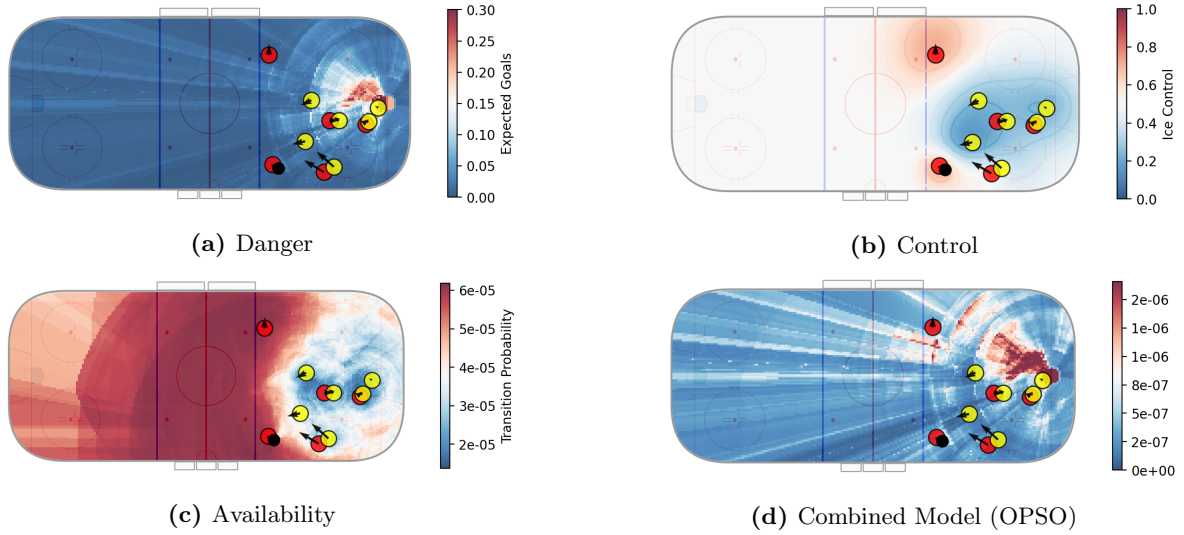 0.30
0.25
0.20
0.15
0.10
0.05
0.00
Expected Goals
(a) Danger
1.0
0.8
0.6
0.4
0.2
0.0
Ice Control
(b) Control
6e-05
5e-05
4e-05
3e-05
2e-05
Transition Probability
(c) Availability
2e-06
1e-06
1e-06
8e-07
5e-07
2e-07
0e+00
(d) Combined Model (OPSO)